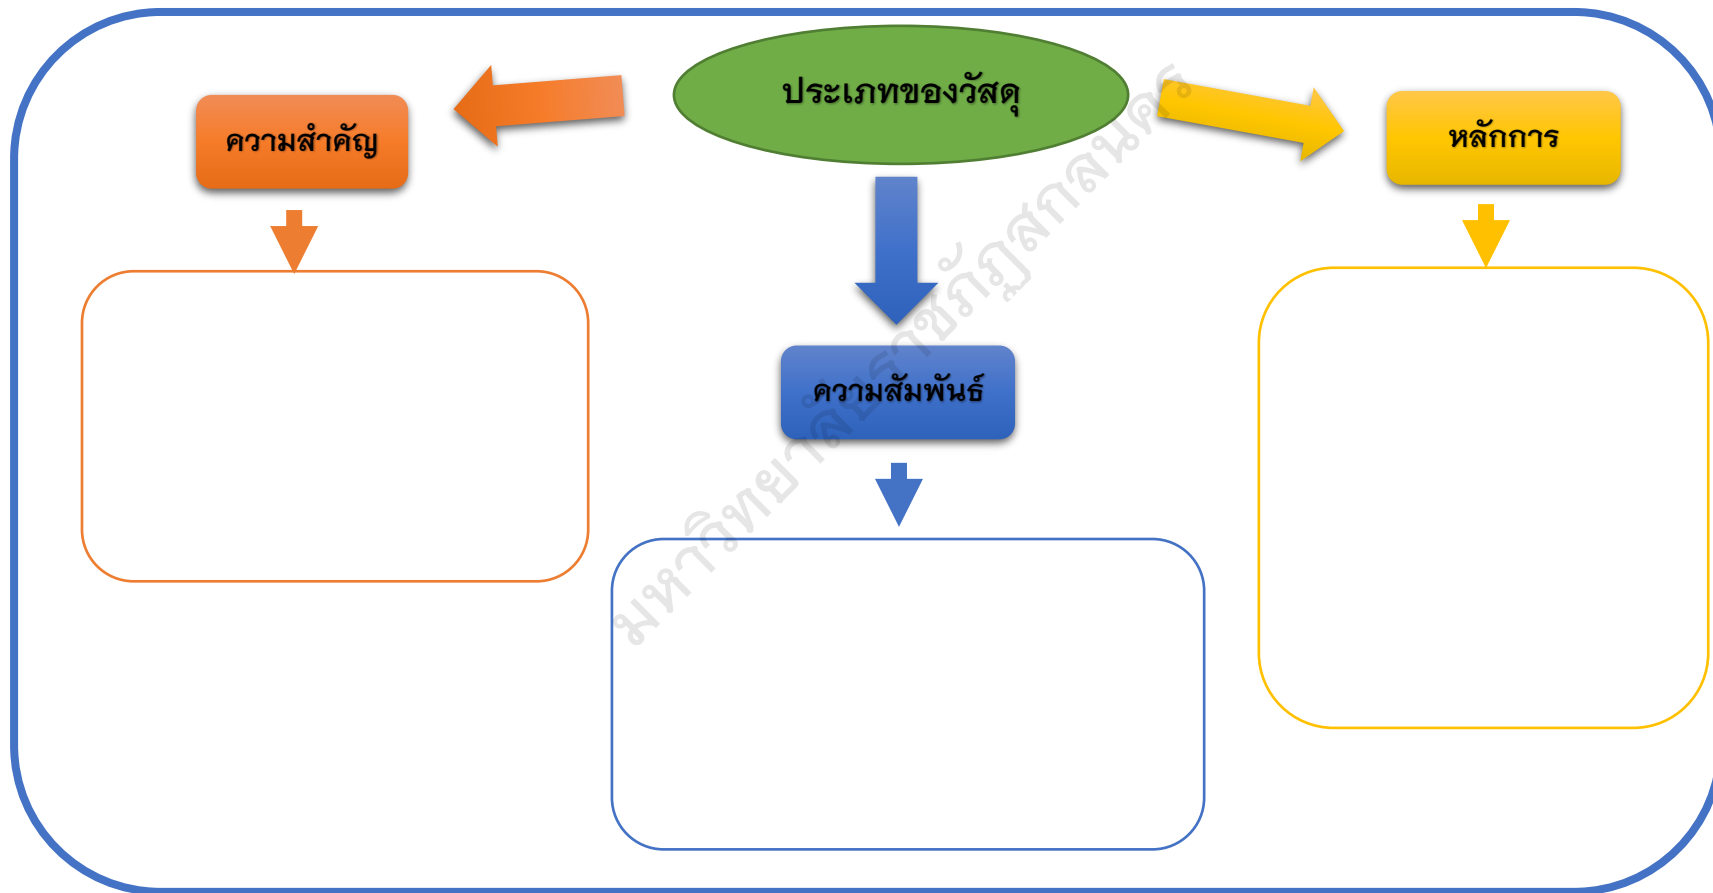 ประเภทของวัสดุ
ความสำคัญ
หลักการ
ความสัมพันธ์
มหาวิทยาลัยราชภัฏสกลนคร